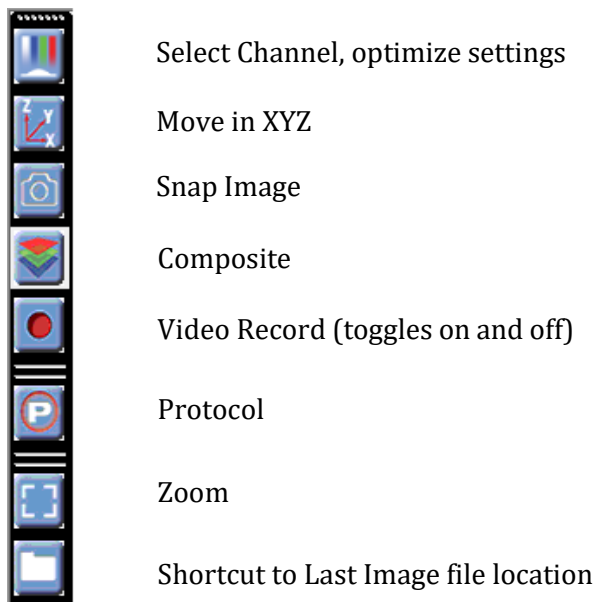 Select Channel, optimize settings
Z Y X
Move in XYZ
Snap Image
Composite
Video Record (toggles on and off)
P
Protocol
Zoom
Shortcut to Last Image file location